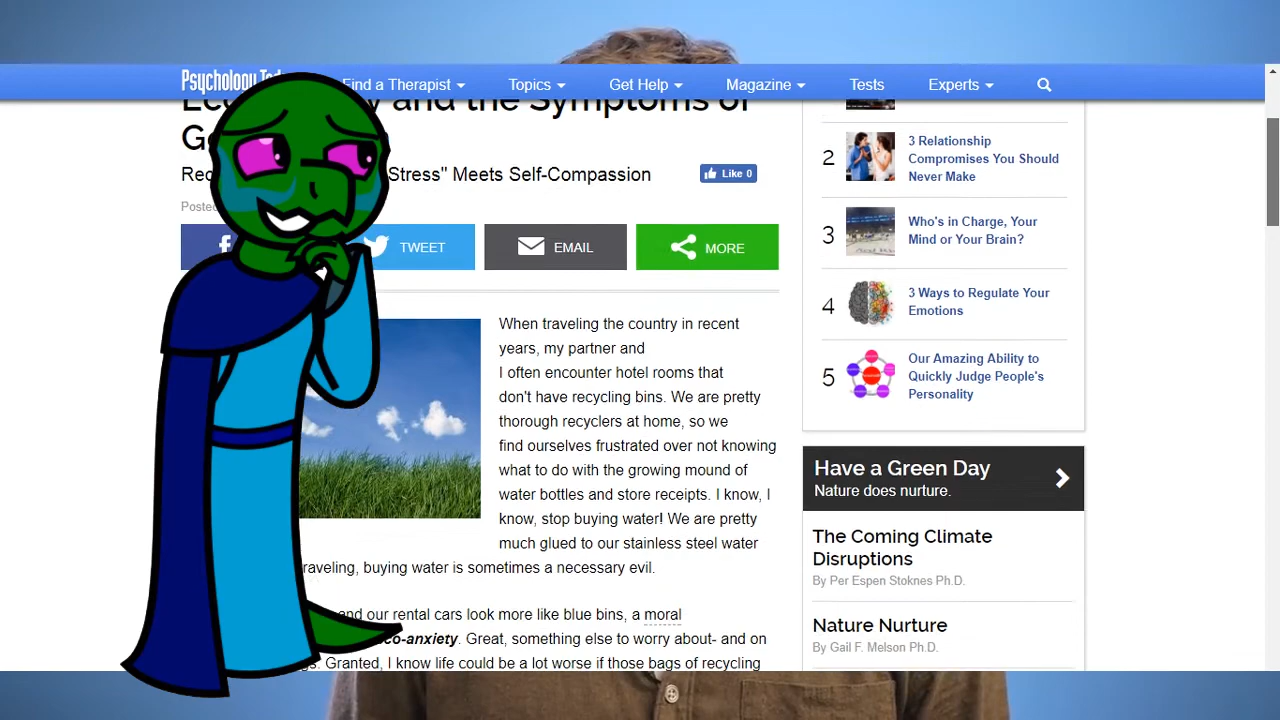 Psychology
Find a Therapist
Topics
Get Help
Magazine
Tests
Experts
and the Symptoms of
Stress" Meets Self-Compassion
Like 0
Posted
f
TWEET
EMAIL
MORE
When traveling the country in recent
years, my partner and
I often encounter hotel rooms that
don't have recycling bins. We are pretty
thorough recyclers at home, so we
find ourselves frustrated over not knowing
what to do with the growing mound of
water bottles and store receipts. I know, I
know, stop buying water! We are pretty
much glued to our stainless steel water
traveling, buying water is sometimes a necessary evil.
and our rental cars look more like blue bins, a moral
co-anxiety. Great, something else to worry about- and on
Granted, I know life could be a lot worse if those bags of recycling
2
3 Relationship
Compromises You Should
Never Make
3
Who's in Charge, Your
Mind or Your Brain?
4
3 Ways to Regulate Your
Emotions
5
Our Amazing Ability to
Quickly Judge People's
Personality
Have a Green Day
Nature does nurture.
The Coming Climate
Disruptions
By Per Espen Stoknes Ph.D.
Nature Nurture
By Gail F. Melson Ph.D.